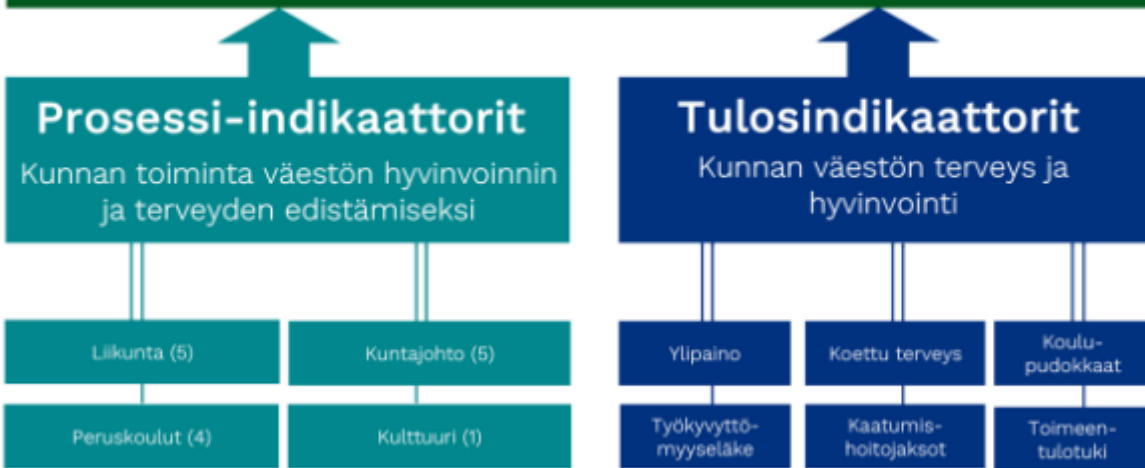 Prosessi-indikaattorit
Kunnan toiminta väestön hyvinvoinnin
ja terveyden edistämiseksi
Liikunta (5)
Kuntajohto (5)
Peruskoulut (4)
Kulttuuri (1)
Tulosindikaattorit
Kunnan väestön terveys ja
hyvinvointi
Ylipaino
Koettu terveys
Koulu-
pudokkaat
Työkyvyttö-
myyseläke
Kaatumis-
hoitojaksot
Toimeen-
tulotuki